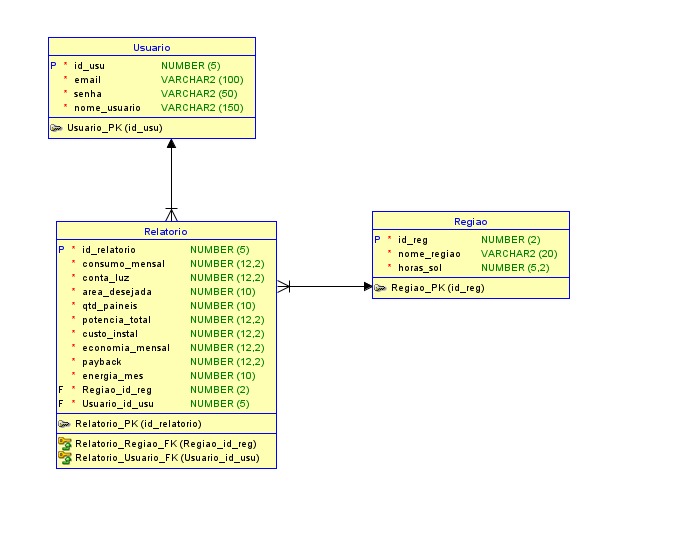 Usuario
P * id_usu NUMBER (5)
* email VARCHAR2 (100)
* senha VARCHAR2 (50)
* nome_usuario VARCHAR2 (150)
Usuario_PK (id_usu)
Relatorio
P * id_relatorio NUMBER (5)
* consumo_mensal NUMBER (12,2)
* conta_luz NUMBER (12,2)
* area_desejada NUMBER (10)
* qtd_paineis NUMBER (10)
* potencia_total NUMBER (12,2)
* custo_instal NUMBER (12,2)
* economia_mensal NUMBER (12,2)
* payback NUMBER (12,2)
* energia_mes NUMBER (10)
F * Regiao_id_reg NUMBER (2)
F * Usuario_id_usu NUMBER (5)
Relatorio_PK (id_relatorio)
Relatorio_Regiao_FK (Regiao_id_reg)
Relatorio_Usuario_FK (Usuario_id_usu)
Regiao
P * id_reg NUMBER (2)
* nome_regiao VARCHAR2 (20)
* horas_sol NUMBER (5,2)
Regiao_PK (id_reg)